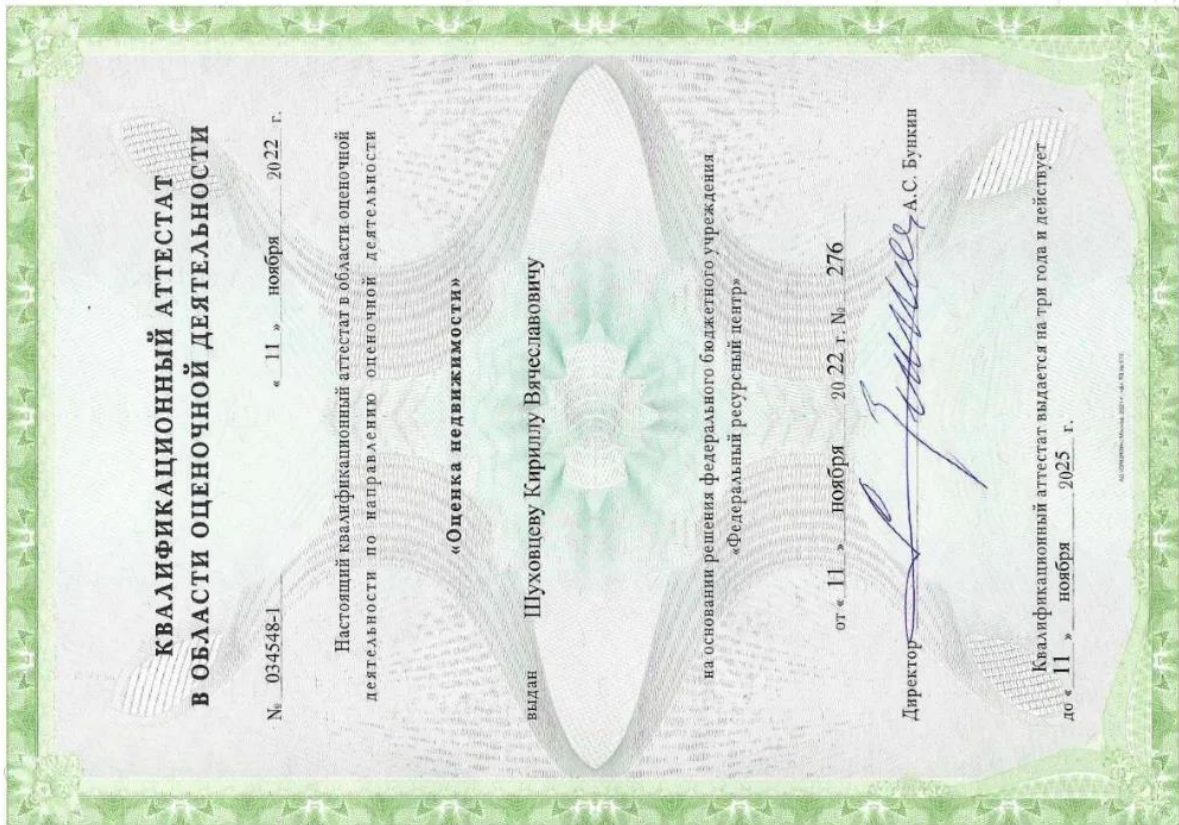 КВАЛИФИКАЦИОННЫЙ АТТЕСТАТ
В ОБЛАСТИ ОЦЕНОЧНОЙ ДЕЯТЕЛЬНОСТИ
№ 034548-1 « 11 » ноября 2022 г.
Настоящий квалификационный аттестат в области оценочной
деятельности по направлению оценочной деятельности
«Оценка недвижимости»
выдан Шуховцеву Кириллу Вячеславовичу
на основании решения федерального бюджетного учреждения
«Федеральный ресурсный центр»
от « 11 » ноября 20 22 г. № 276
Директор А.С. Бункин
Квалификационный аттестат выдается на три года и действует
до « 11 » ноября 2025 г.